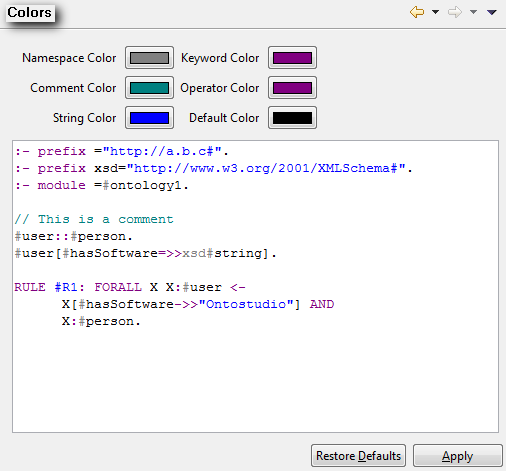 Colors
Namespace Color Keyword Color
Comment Color Operator Color
String Color Default Color
:- prefix ="http://a.b.c#".
:- prefix xsd="http://www.w3.org/2001/XMLSchema#".
:- module =#ontology1.
// This is a comment
#user::#person.
#user[#hasSoftware=>>xsd#string].
RULE #R1: FORALL X X:#user <-
X[#hasSoftware->>"Ontostudio"] AND
X:#person.
Restore Defaults Apply